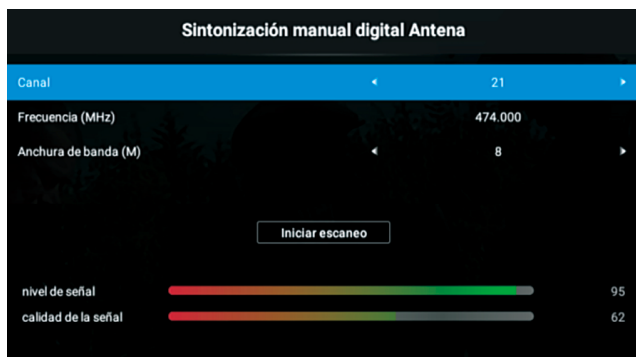 Sintonización manual digital Antena
Canal 21
Frecuencia (MHz) 474.000
Anchura de banda (M) 8
Iniciar escaneo
nivel de señal 95
calidad de la señal 62